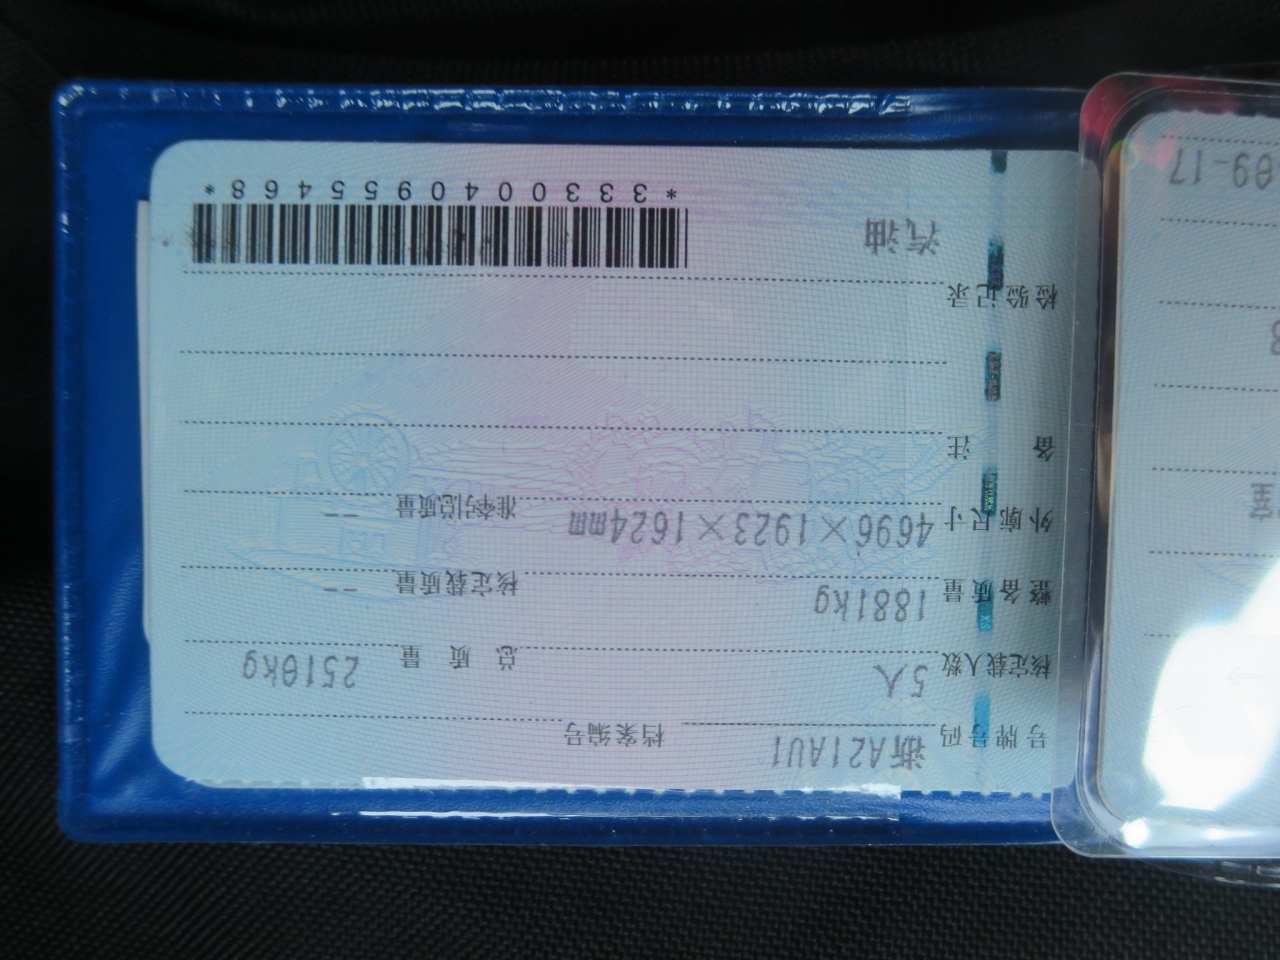 号牌号码 浙A21AU1 档案编号
核定载人数 5人 总质量 2510kg
整备质量 1881kg 核定载质量 --
外廓尺寸 4696×1923×1624mm 准牵引总质量 --
备注
检验记录
汽油
*3330040955468*
室
09-17